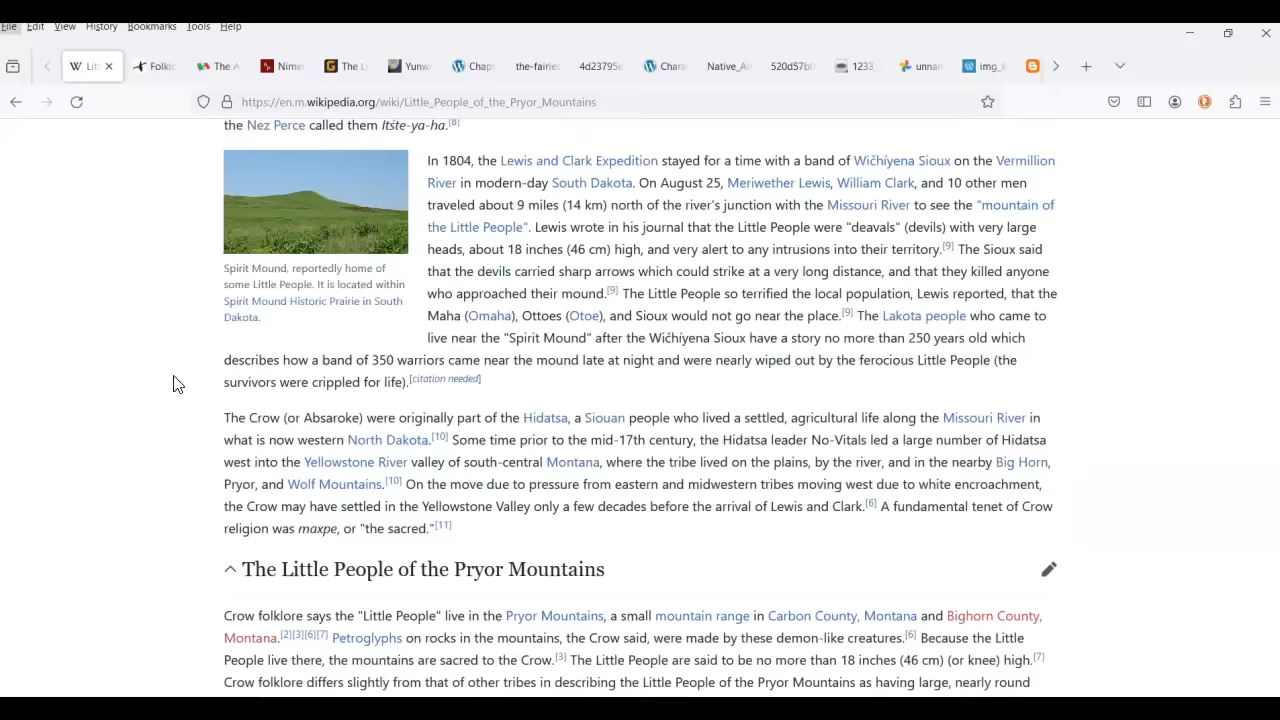 File Edit View History Bookmarks Tools Help
Lit Folklo The A Nimer The Li Yunw Chapt the-fairies 4d23795e Chara Native_An 520d57b0 1233_ unnan img_6
https://en.m.wikipedia.org/wiki/Little_People_of_the_Pryor_Mountains
the Nez Perce called them Itśte-ya-ha.[8]
In 1804, the Lewis and Clark Expedition stayed for a time with a band of Wičhíyena Sioux on the Vermillion
River in modern-day South Dakota. On August 25, Meriwether Lewis, William Clark, and 10 other men
traveled about 9 miles (14 km) north of the river's junction with the Missouri River to see the "mountain of
the Little People". Lewis wrote in his journal that the Little People were "deavals" (devils) with very large
heads, about 18 inches (46 cm) high, and very alert to any intrusions into their territory.[9] The Sioux said
that the devils carried sharp arrows which could strike at a very long distance, and that they killed anyone
who approached their mound.[9] The Little People so terrified the local population, Lewis reported, that the
Maha (Omaha), Ottoes (Otoe), and Sioux would not go near the place.[9] The Lakota people who came to
live near the "Spirit Mound" after the Wičhíyena Sioux have a story no more than 250 years old which
describes how a band of 350 warriors came near the mound late at night and were nearly wiped out by the ferocious Little People (the
survivors were crippled for life).[citation needed]
Spirit Mound, reportedly home of
some Little People. It is located within
Spirit Mound Historic Prairie in South
Dakota.
The Crow (or Absaroke) were originally part of the Hidatsa, a Siouan people who lived a settled, agricultural life along the Missouri River in
what is now western North Dakota.[10] Some time prior to the mid-17th century, the Hidatsa leader No-Vitals led a large number of Hidatsa
west into the Yellowstone River valley of south-central Montana, where the tribe lived on the plains, by the river, and in the nearby Big Horn,
Pryor, and Wolf Mountains.[10] On the move due to pressure from eastern and midwestern tribes moving west due to white encroachment,
the Crow may have settled in the Yellowstone Valley only a few decades before the arrival of Lewis and Clark.[6] A fundamental tenet of Crow
religion was maxpe, or "the sacred."[11]
The Little People of the Pryor Mountains
Crow folklore says the "Little People" live in the Pryor Mountains, a small mountain range in Carbon County, Montana and Bighorn County,
Montana.[2][3][6][7] Petroglyphs on rocks in the mountains, the Crow said, were made by these demon-like creatures.[6] Because the Little
People live there, the mountains are sacred to the Crow.[3] The Little People are said to be no more than 18 inches (46 cm) (or knee) high.[7]
Crow folklore differs slightly from that of other tribes in describing the Little People of the Pryor Mountains as having large, nearly round